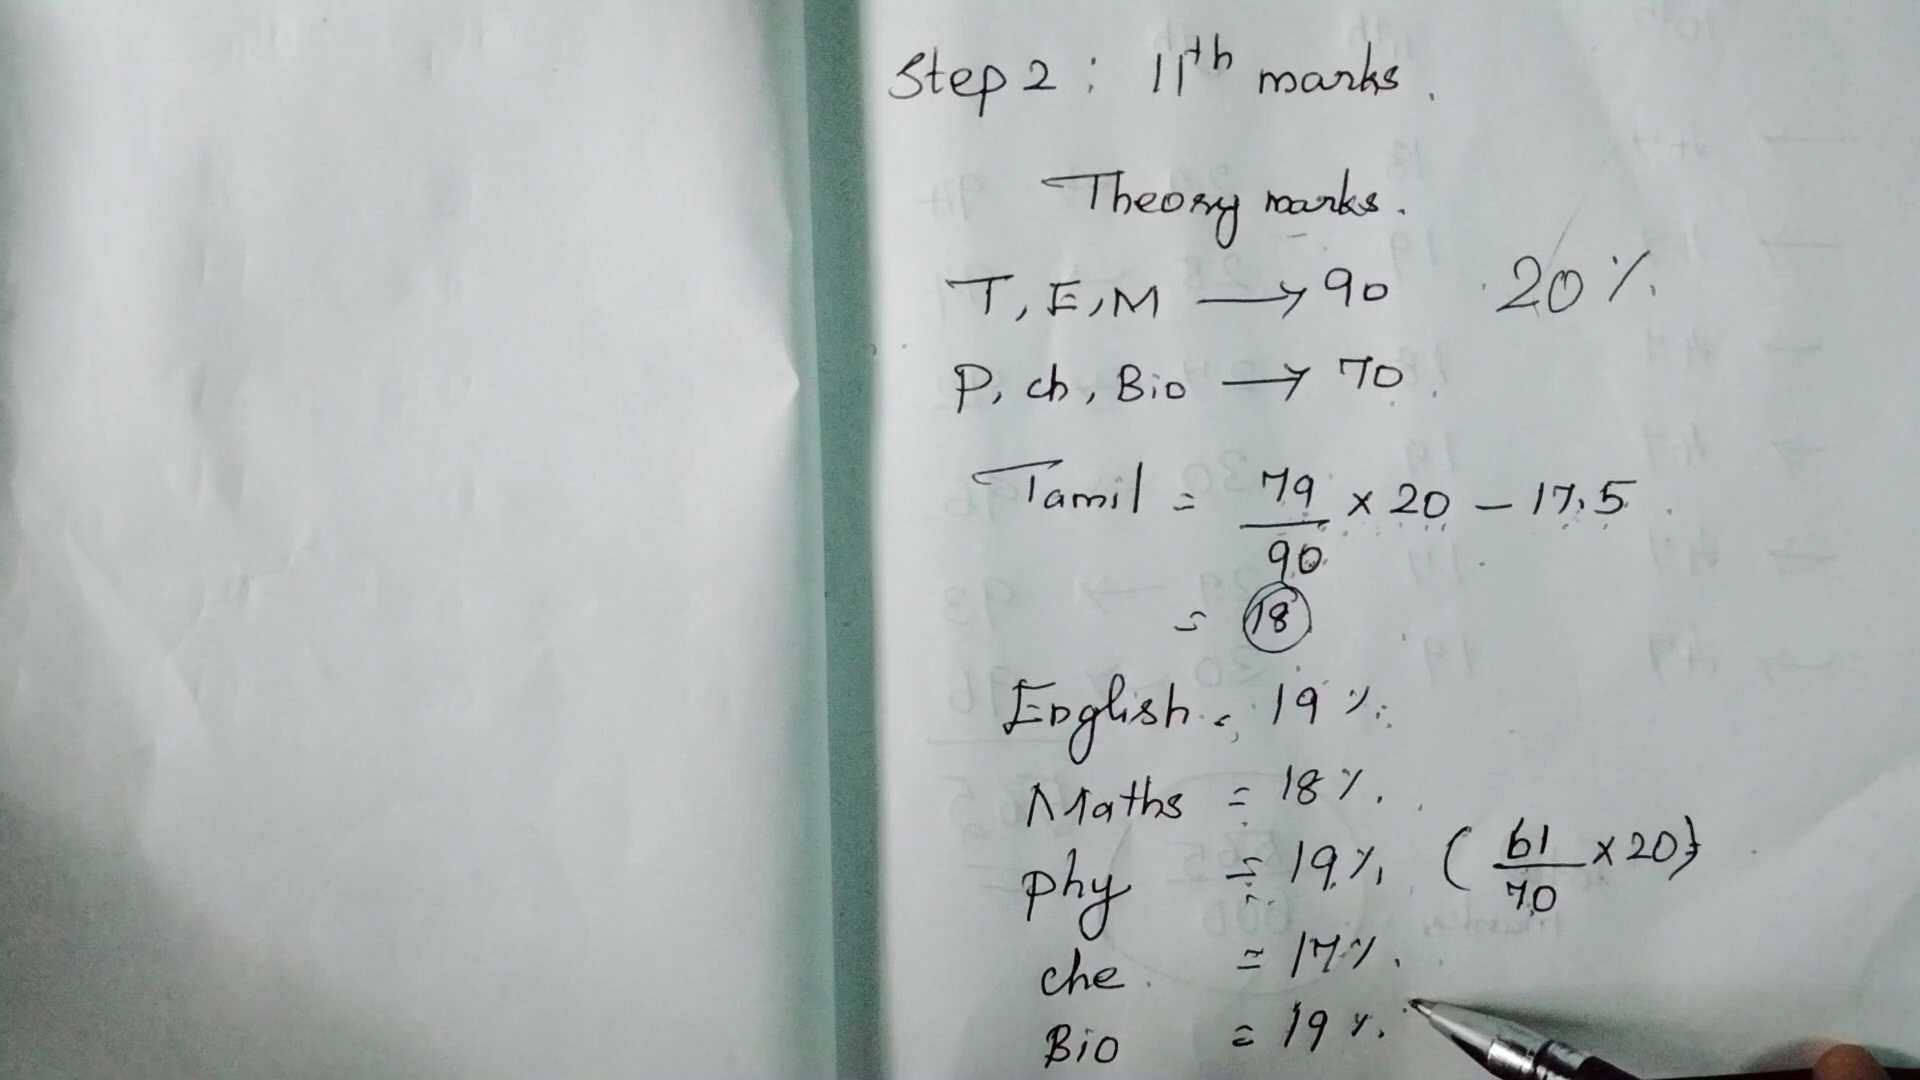 Step 2 : 11th marks.
Theory marks.
T, E, M → 90 20%
P, ch, Bio → 70
Tamil = 79/90 × 20 – 17.5
= 18
English = 19%
Maths = 18%.
phy = 19% (61/70 × 20)
che = 17%.
Bio = 19%.